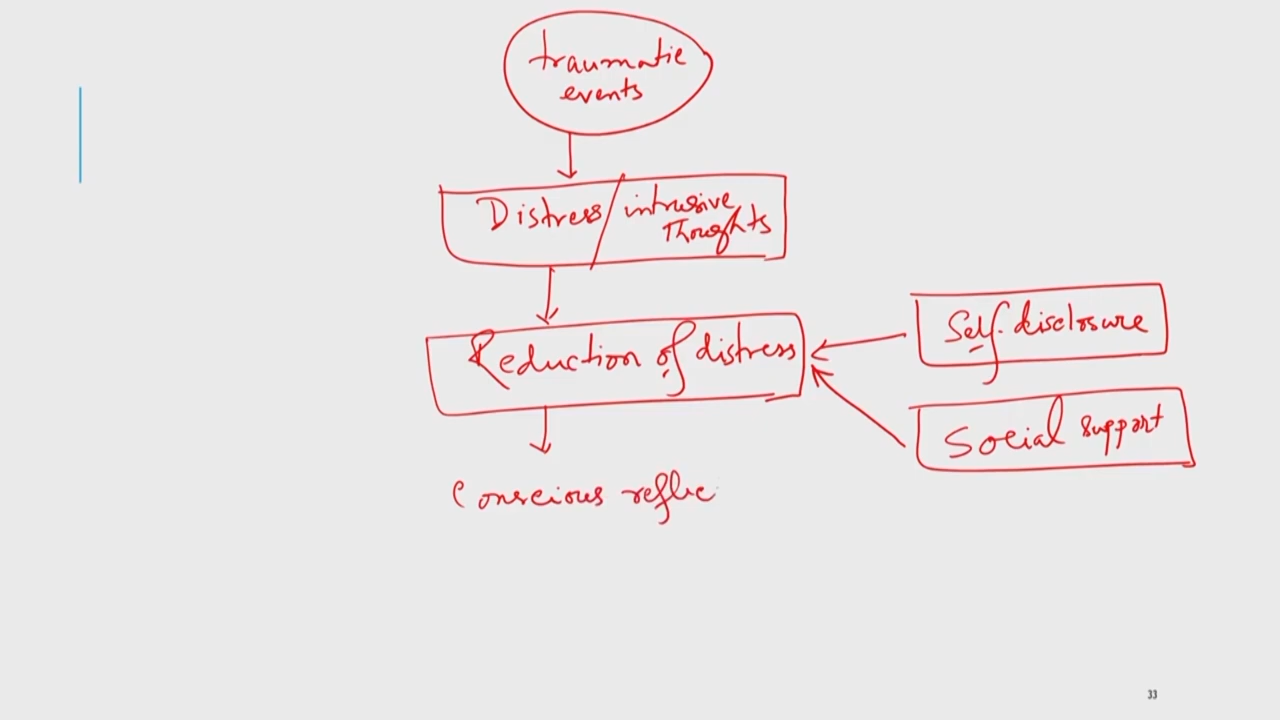 traumatic
events
Distress/intrusive
Thoughts
Reduction of distress
Self-disclosure
Social support
Conscious reflec
33